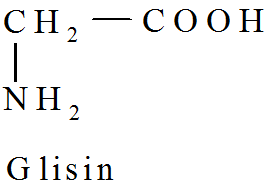 CH2 — COOH
NH2
Glisin